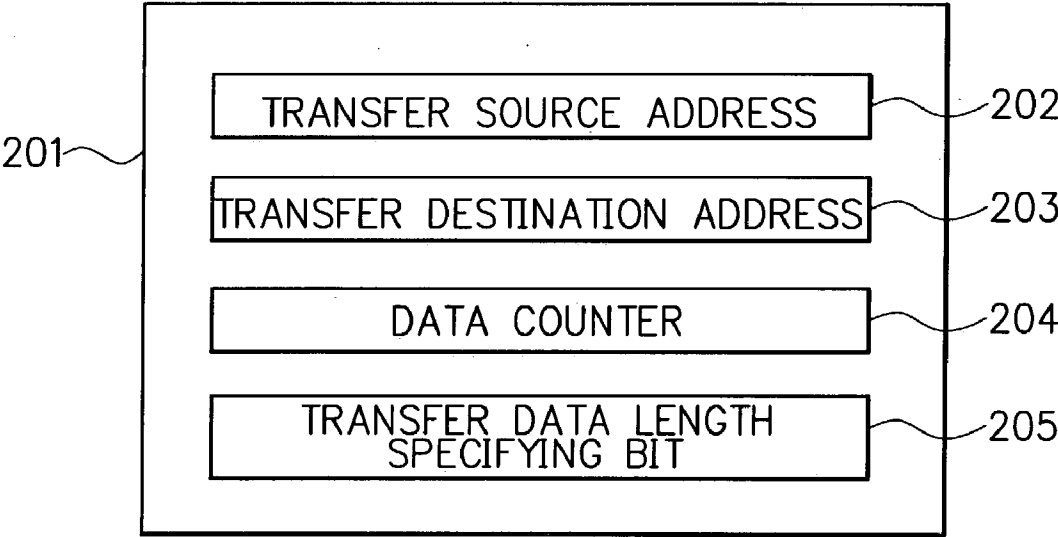 TRANSFER SOURCE ADDRESS
202
201
TRANSFER DESTINATION ADDRESS
203
DATA COUNTER
204
TRANSFER DATA LENGTH
SPECIFYING BIT
205